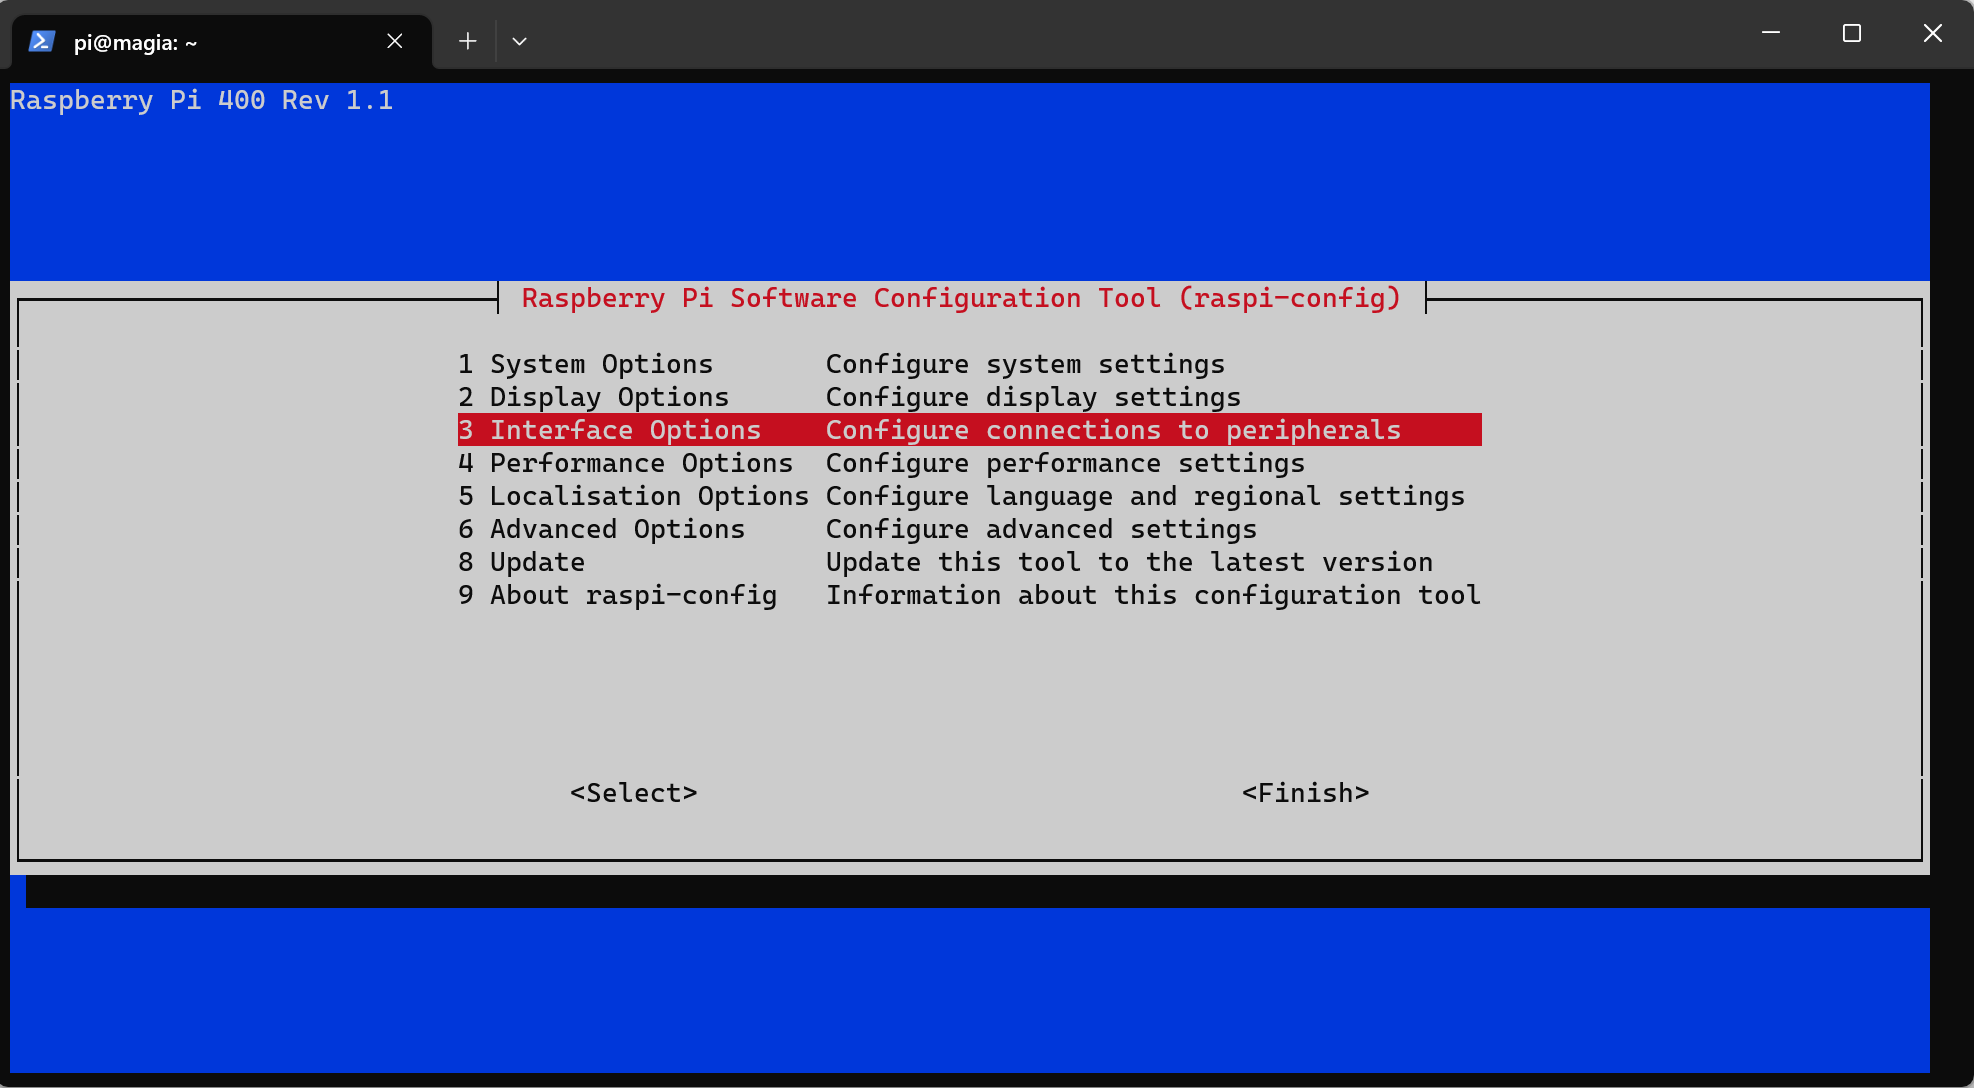 pi@magia: ~
Raspberry Pi 400 Rev 1.1
Raspberry Pi Software Configuration Tool (raspi-config)
1 System Options       Configure system settings
2 Display Options      Configure display settings
3 Interface Options    Configure connections to peripherals
4 Performance Options  Configure performance settings
5 Localisation Options Configure language and regional settings
6 Advanced Options     Configure advanced settings
8 Update               Update this tool to the latest version
9 About raspi-config   Information about this configuration tool
<Select>                                  <Finish>